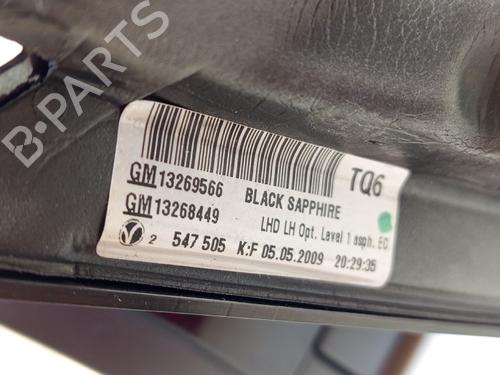 B-PARTS
GM13269566 BLACK SAPPHIRE TQ6
GM13268449 LHD LH Opt. Level 1 asph. EC
2 547 505 K:F 05.05.2009 20:29:35